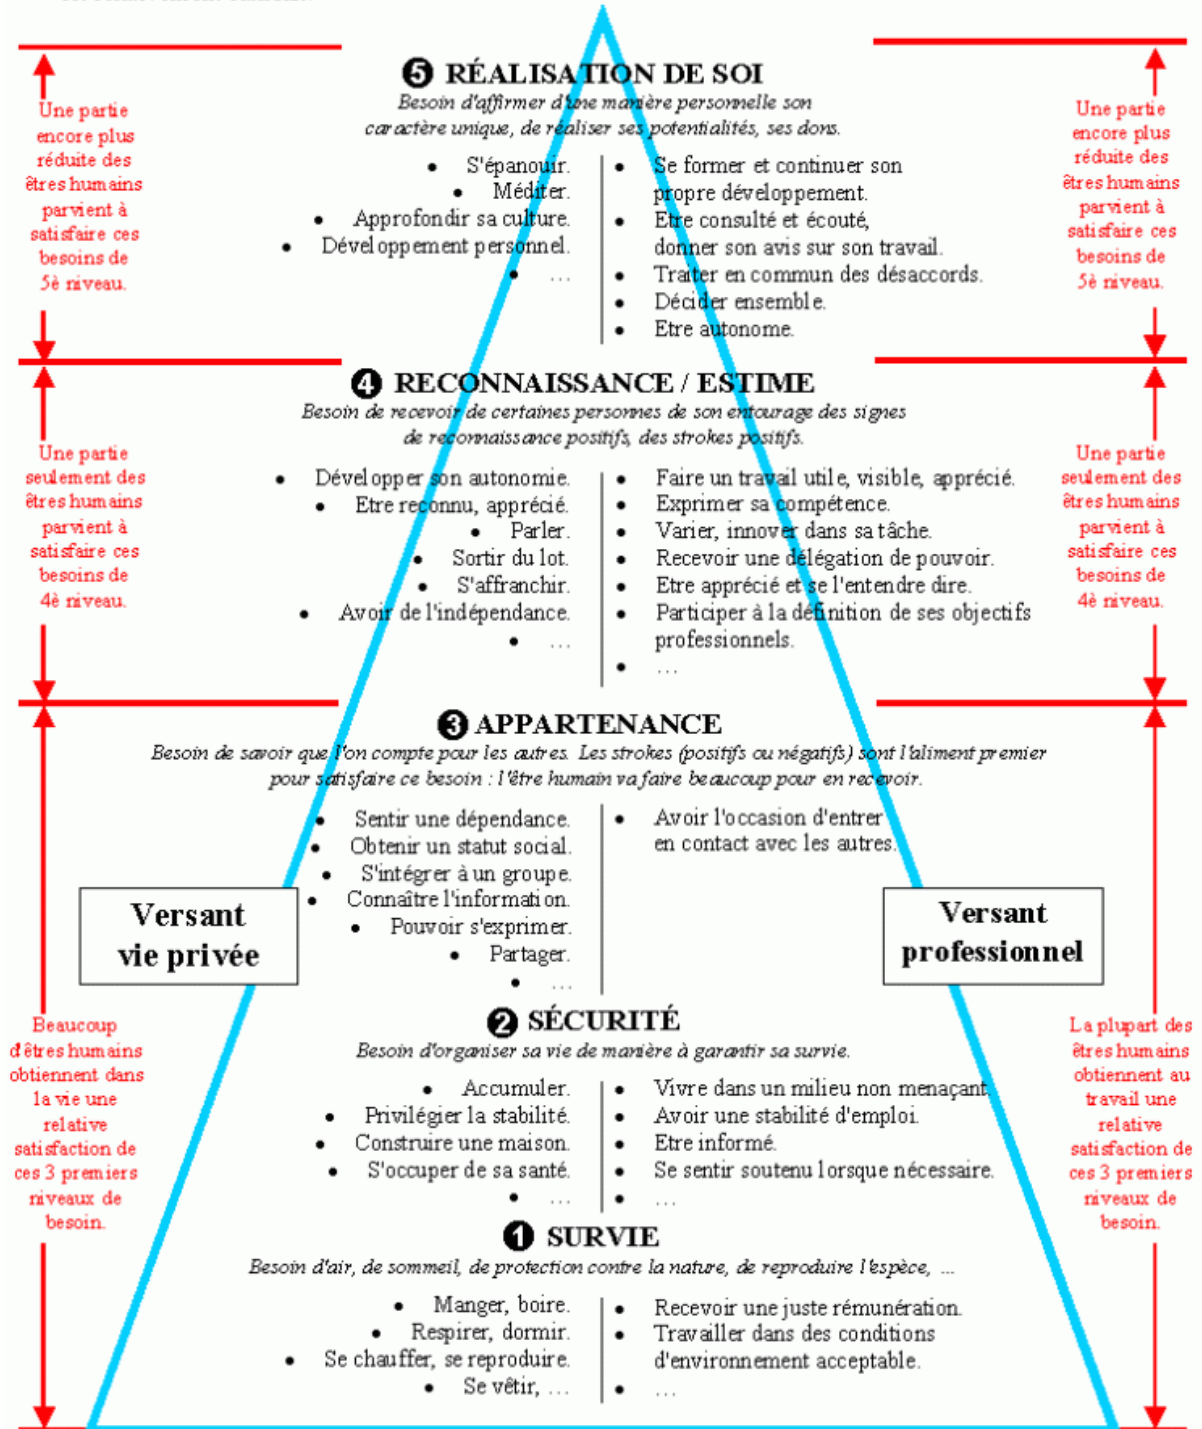 ❺ RÉALISATION DE SOI
Besoin d'affirmer d'une manière personnelle son
caractère unique, de réaliser ses potentialités, ses dons.
• S'épanouir.
• Méditer.
• Approfondir sa culture.
• Développement personnel.
• …
• Se former et continuer son
propre développement.
• Etre consulté et écouté,
donner son avis sur son travail.
• Traiter en commun des désaccords.
• Décider ensemble.
• Etre autonome.
Une partie
encore plus
réduite des
êtres humains
parvient à
satisfaire ces
besoins de
5è niveau.
Une partie
encore plus
réduite des
êtres humains
parvient à
satisfaire ces
besoins de
5è niveau.
❹ RECONNAISSANCE / ESTIME
Besoin de recevoir de certaines personnes de son entourage des signes
de reconnaissance positifs, des strokes positifs.
• Développer son autonomie.
• Etre reconnu, apprécié.
• Parler.
• Sortir du lot.
• S'affranchir.
• Avoir de l'indépendance.
• …
• Faire un travail utile, visible, apprécié.
• Exprimer sa compétence.
• Varier, innover dans sa tâche.
• Recevoir une délégation de pouvoir.
• Etre apprécié et se l'entendre dire.
• Participer à la définition de ses objectifs
professionnels.
• …
Une partie
seulement des
êtres humains
parvient à
satisfaire ces
besoins de
4è niveau.
Une partie
seulement des
êtres humains
parvient à
satisfaire ces
besoins de
4è niveau.
❸ APPARTENANCE
Besoin de savoir que l'on compte pour les autres. Les strokes (positifs ou négatifs) sont l'aliment premier
pour satisfaire ce besoin : l'être humain va faire beaucoup pour en recevoir.
• Sentir une dépendance.
• Obtenir un statut social.
• S'intégrer à un groupe.
• Connaître l'information.
• Pouvoir s'exprimer.
• Partager.
• …
• Avoir l'occasion d'entrer
en contact avec les autres.
Versant
vie privée
Versant
professionnel
❷ SÉCURITÉ
Besoin d'organiser sa vie de manière à garantir sa survie.
• Accumuler.
• Privilégier la stabilité.
• Construire une maison.
• S'occuper de sa santé.
• …
• Vivre dans un milieu non menaçant.
• Avoir une stabilité d'emploi.
• Etre informé.
• Se sentir soutenu lorsque nécessaire.
• …
Beaucoup
d'êtres humains
obtiennent dans
la vie une
relative
satisfaction de
ces 3 premiers
niveaux de
besoin.
La plupart des
êtres humains
obtiennent au
travail une
relative
satisfaction de
ces 3 premiers
niveaux de
besoin.
❶ SURVIE
Besoin d'air, de sommeil, de protection contre la nature, de reproduire l'espèce, …
• Manger, boire.
• Respirer, dormir.
• Se chauffer, se reproduire.
• Se vêtir, …
• Recevoir une juste rémunération.
• Travailler dans des conditions
d'environnement acceptable.
• …